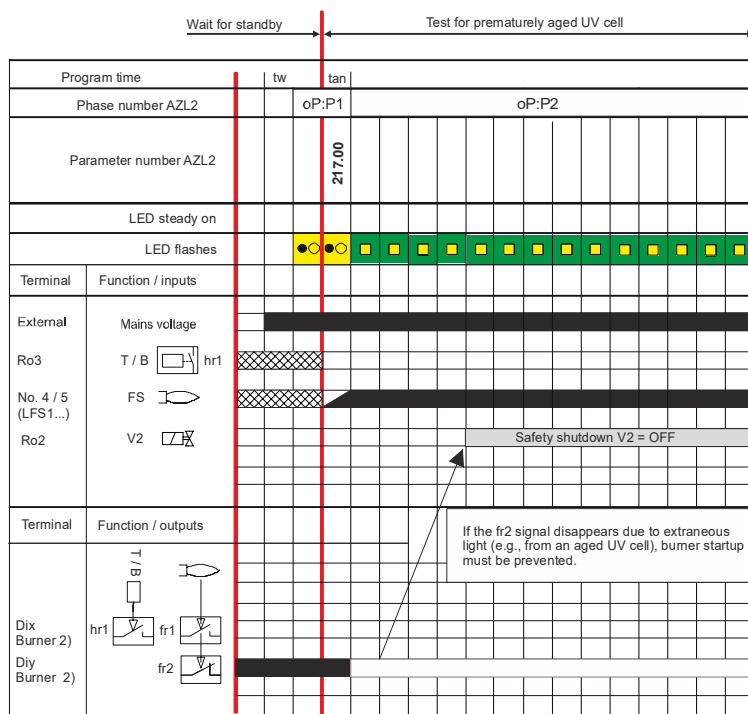 Wait for standby
Test for prematurely aged UV cell
Program time
tw
tan
Phase number AZL2
oP:P1
oP:P2
Parameter number AZL2
217.00
LED steady on
LED flashes
Terminal
Function / inputs
External
Mains voltage
Ro3
T / B
hr1
No. 4 / 5
(LFS1...)
FS
Ro2
V2
Safety shutdown V2 = OFF
Terminal
Function / outputs
If the fr2 signal disappears due to extraneous
light (e.g., from an aged UV cell), burner startup
must be prevented.
T / B
Dix
Burner 2)
hr1
fr1
Diy
Burner 2)
fr2